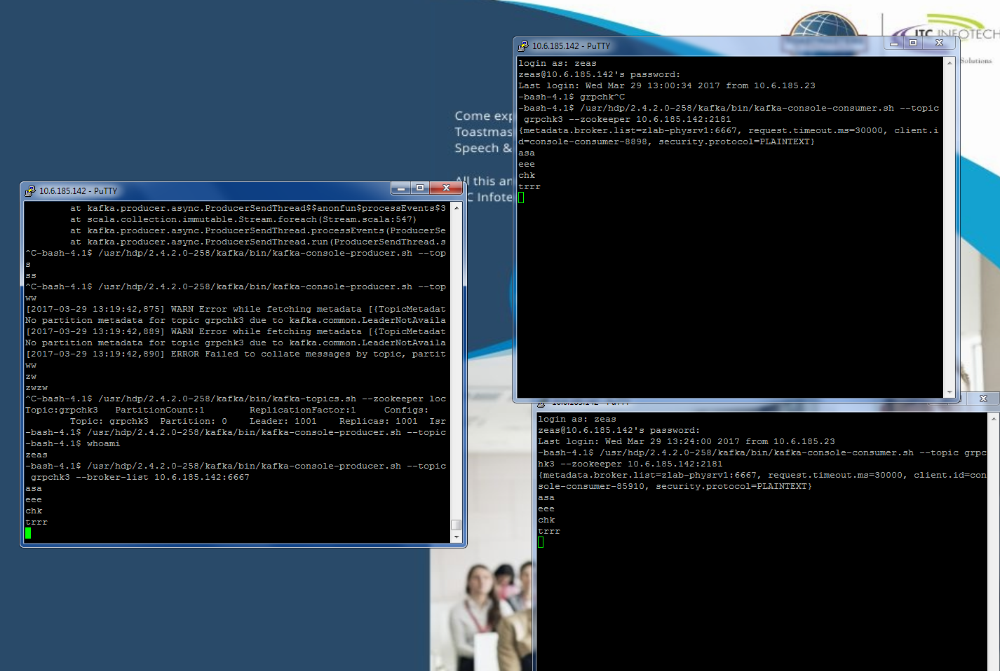 ITC INFOTECH
Solutions
Come exp
Toastmas
Speech &
All this an
C Infote
10.6.185.142 - PuTTY
login as: zeas
zeas@10.6.185.142's password:
Last login: Wed Mar 29 13:00:34 2017 from 10.6.185.23
-bash-4.1$ grpchk^C
-bash-4.1$ /usr/hdp/2.4.2.0-258/kafka/bin/kafka-console-consumer.sh --topic
grpchk3 --zookeeper 10.6.185.142:2181
{metadata.broker.list=zlab-physrv1:6667, request.timeout.ms=30000, client.i
d=console-consumer-8898, security.protocol=PLAINTEXT}
asa
eee
chk
trrr
10.6.185.142 - PuTTY
at kafka.producer.async.ProducerSendThread$$anonfun$processEvents$3
at scala.collection.immutable.Stream.foreach(Stream.scala:547)
at kafka.producer.async.ProducerSendThread.processEvents(ProducerSe
at kafka.producer.async.ProducerSendThread.run(ProducerSendThread.s
^C-bash-4.1$ /usr/hdp/2.4.2.0-258/kafka/bin/kafka-console-producer.sh --top
s
ss
^C-bash-4.1$ /usr/hdp/2.4.2.0-258/kafka/bin/kafka-console-producer.sh --top
ww
[2017-03-29 13:19:42,875] WARN Error while fetching metadata [{TopicMetadat
No partition metadata for topic grpchk3 due to kafka.common.LeaderNotAvaila
[2017-03-29 13:19:42,889] WARN Error while fetching metadata [{TopicMetadat
No partition metadata for topic grpchk3 due to kafka.common.LeaderNotAvaila
[2017-03-29 13:19:42,890] ERROR Failed to collate messages by topic, partit
ww
zw
zwzw
^C-bash-4.1$ /usr/hdp/2.4.2.0-258/kafka/bin/kafka-topics.sh --zookeeper loc
Topic:grpchk3 PartitionCount:1 ReplicationFactor:1 Configs:
Topic: grpchk3 Partition: 0 Leader: 1001 Replicas: 1001 Isr
-bash-4.1$ /usr/hdp/2.4.2.0-258/kafka/bin/kafka-console-producer.sh --topic
-bash-4.1$ whoami
zeas
-bash-4.1$ /usr/hdp/2.4.2.0-258/kafka/bin/kafka-console-producer.sh --topic
grpchk3 --broker-list 10.6.185.142:6667
asa
eee
chk
trrr
10.6.185.142 - PuTTY
login as: zeas
zeas@10.6.185.142's password:
Last login: Wed Mar 29 13:24:00 2017 from 10.6.185.23
-bash-4.1$ /usr/hdp/2.4.2.0-258/kafka/bin/kafka-console-consumer.sh --topic grpc
hk3 --zookeeper 10.6.185.142:2181
{metadata.broker.list=zlab-physrv1:6667, request.timeout.ms=30000, client.id=con
sole-consumer-85910, security.protocol=PLAINTEXT}
asa
eee
chk
trrr